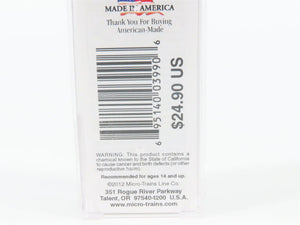 MADE IN AMERICA
Thank You For Buying
American-Made
6 95140 03990 6
$24.90 US
WARNING: This product contains a
chemical known to the State of California
to cause cancer and birth defects (or other
reproductive harm).
Recommended for ages 14 and up.
©2012 Micro-Trains Line Co.
351 Rogue River Parkway
Talent, OR 97540-1200 U.S.A.
www.micro-trains.com